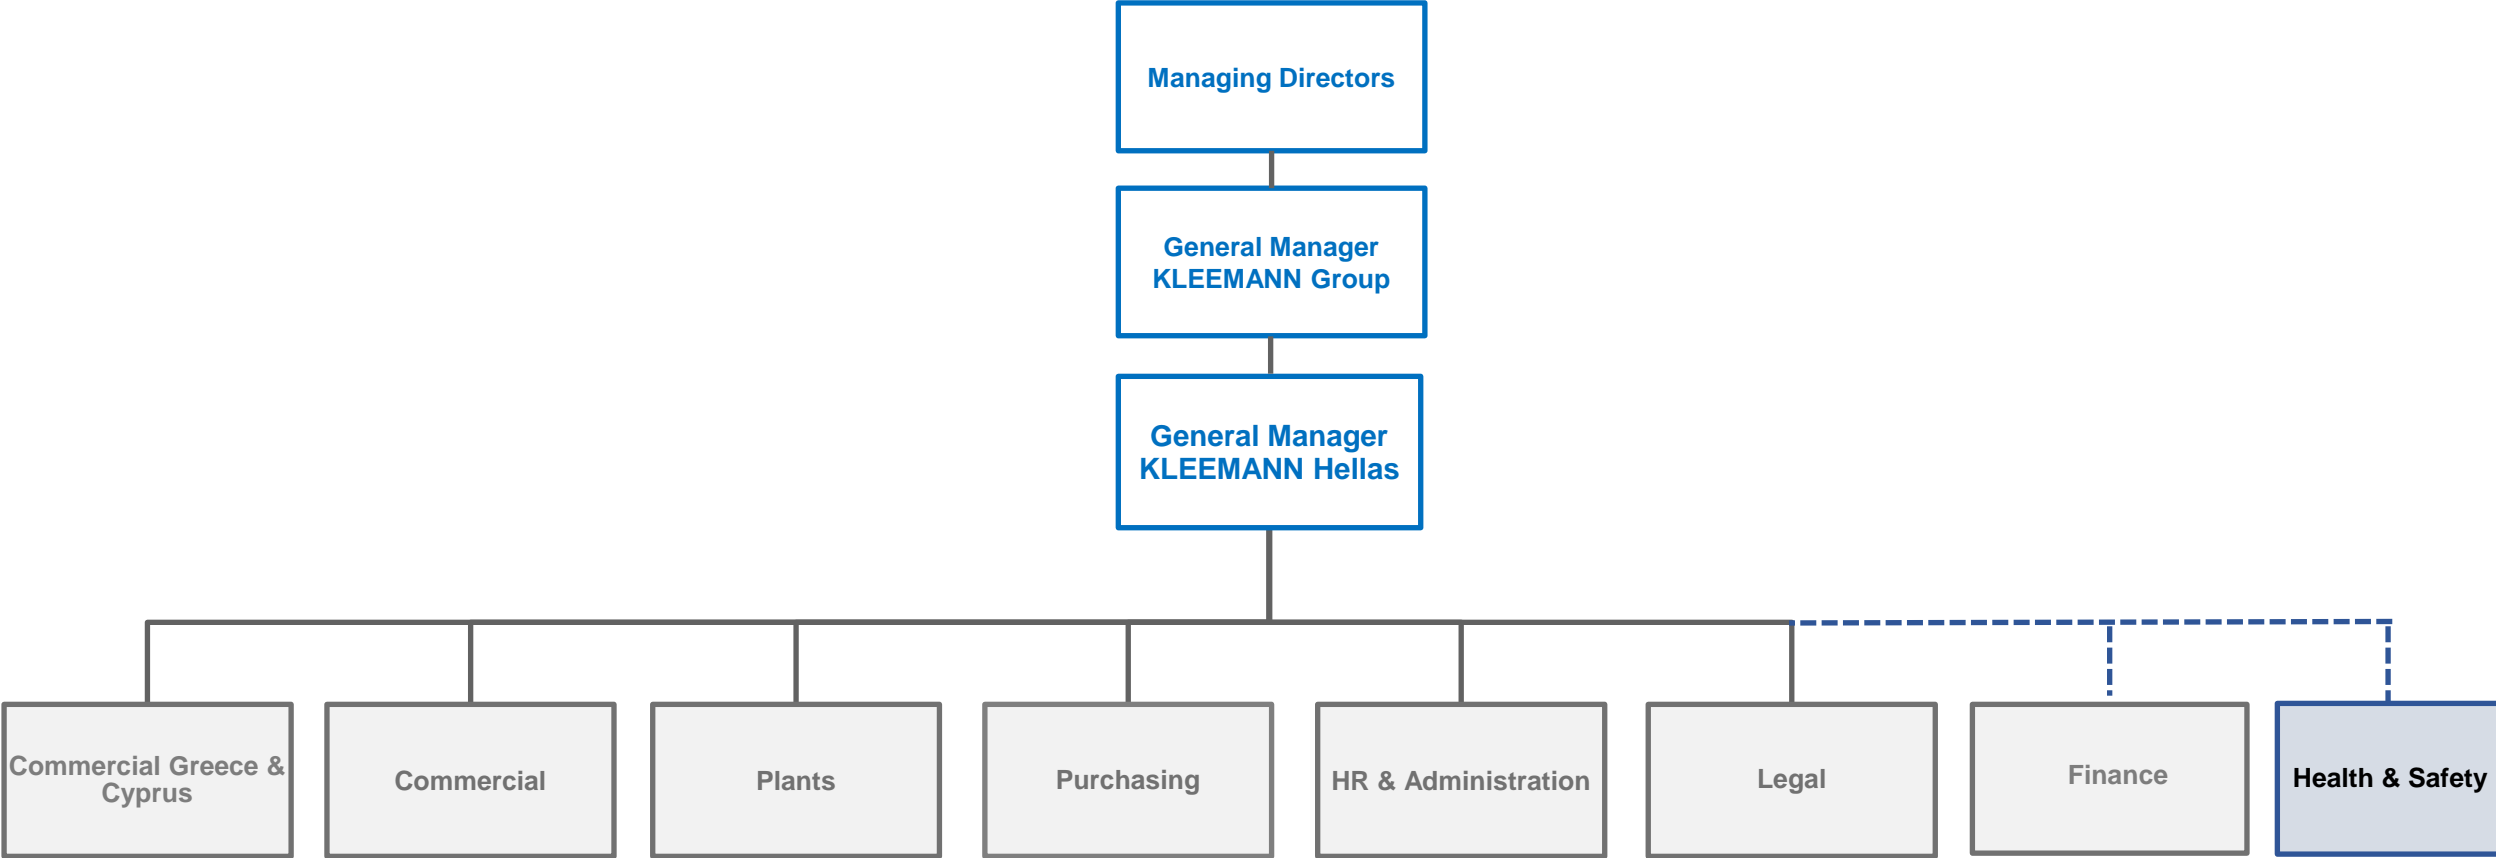 Managing Directors
General Manager
KLEEMANN Group
General Manager
KLEEMANN Hellas
Commercial Greece &
Cyprus
Commercial
Plants
Purchasing
HR & Administration
Legal
Finance
Health & Safety